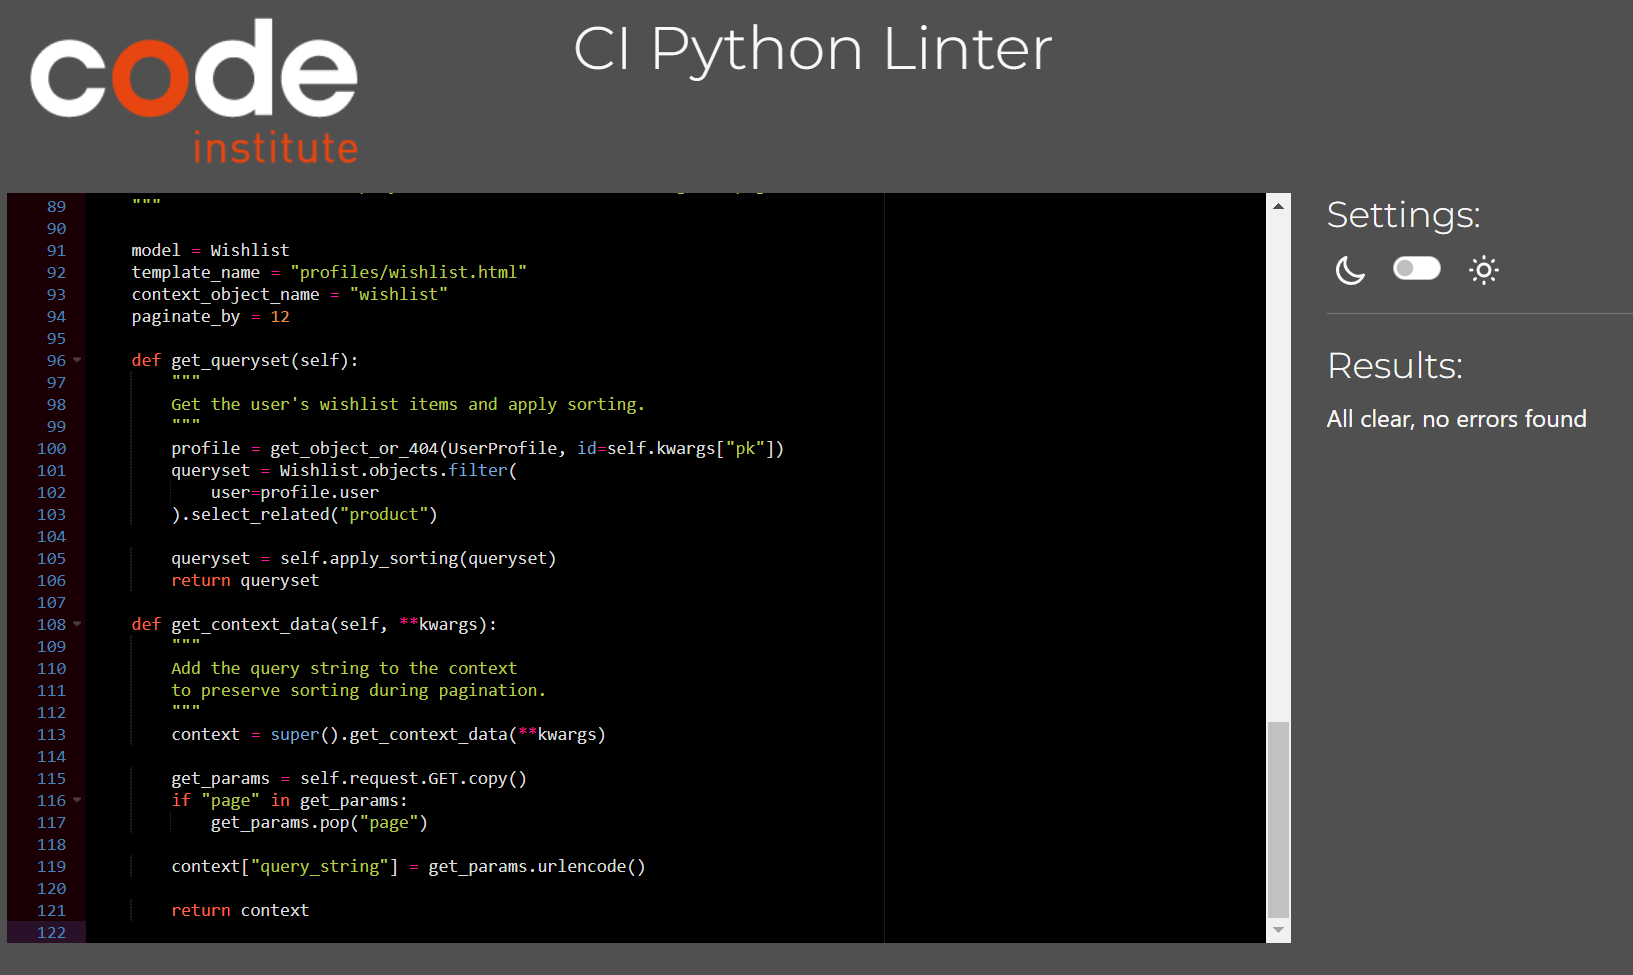 code
institute
CI Python Linter
89 """
90
91 model = Wishlist
92 template_name = "profiles/wishlist.html"
93 context_object_name = "wishlist"
94 paginate_by = 12
95
96 def get_queryset(self):
97 """
98 Get the user's wishlist items and apply sorting.
99 """
100 profile = get_object_or_404(UserProfile, id=self.kwargs["pk"])
101 queryset = Wishlist.objects.filter(
102 user=profile.user
103 ).select_related("product")
104
105 queryset = self.apply_sorting(queryset)
106 return queryset
107
108 def get_context_data(self, **kwargs):
109 """
110 Add the query string to the context
111 to preserve sorting during pagination.
112 """
113 context = super().get_context_data(**kwargs)
114
115 get_params = self.request.GET.copy()
116 if "page" in get_params:
117 get_params.pop("page")
118
119 context["query_string"] = get_params.urlencode()
120
121 return context
122
Settings:
Results:
All clear, no errors found